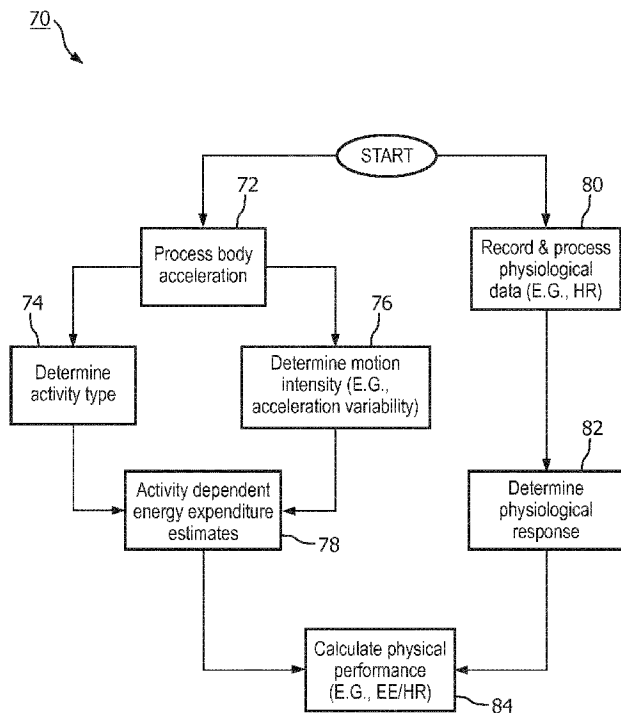 70
START
72
Process body
acceleration
80
Record & process
physiological
data (E.G., HR)
74
Determine
activity type
76
Determine motion
intensity (E.G.,
acceleration variability)
82
Determine
physiological
response
Activity dependent
energy expenditure
estimates
78
Calculate physical
performance
(E.G., EE/HR)
84